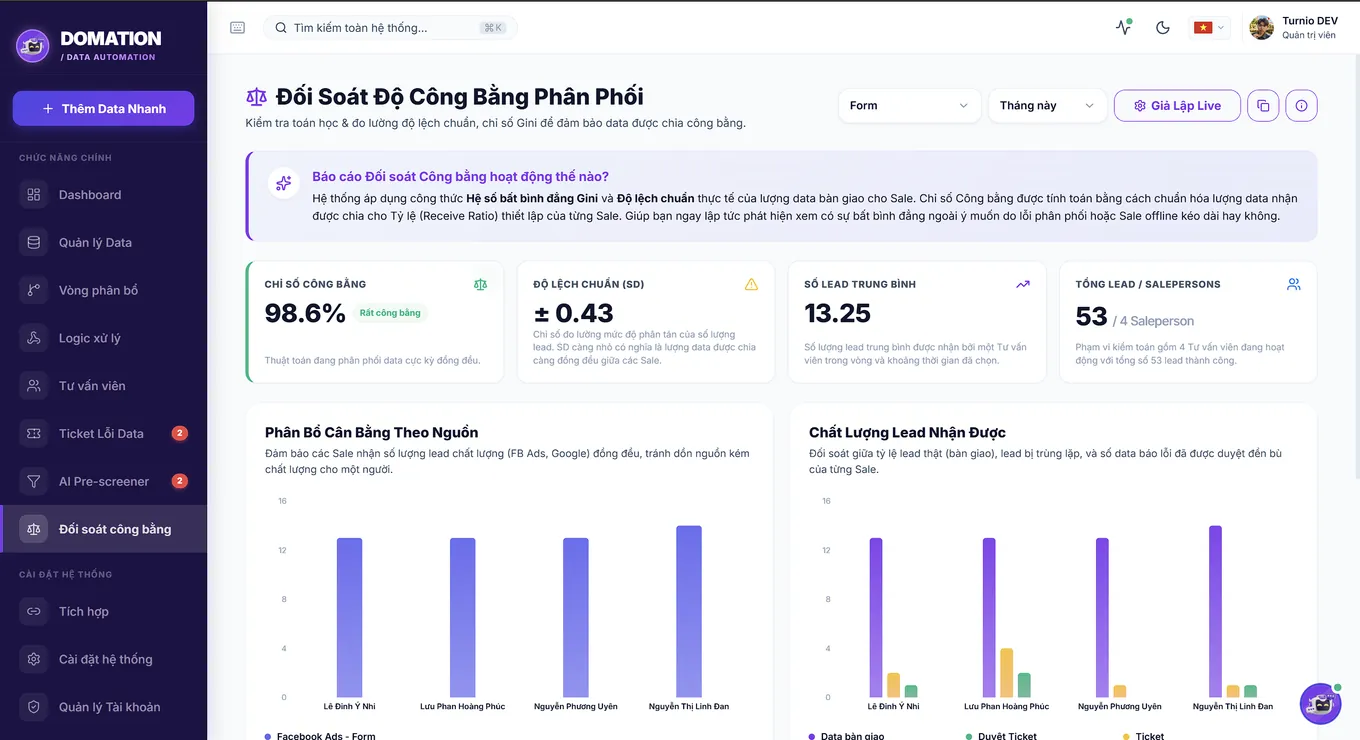 DOMATION
/ DATA AUTOMATION
Tìm kiếm toàn hệ thống...
⌘ K
Turnio DEV
Quản trị viên
+ Thêm Data Nhanh
CHỨC NĂNG CHÍNH
Dashboard
Quản lý Data
Vòng phân bổ
Logic xử lý
Tư vấn viên
Ticket Lỗi Data
2
AI Pre-screener
2
Đối soát công bằng
CÀI ĐẶT HỆ THỐNG
Tích hợp
Cài đặt hệ thống
Quản lý Tài khoản
Đối Soát Độ Công Bằng Phân Phối
Kiểm tra toán học & đo lường độ lệch chuẩn, chỉ số Gini để đảm bảo data được chia công bằng.
Form
Tháng này
Giả Lập Live
Báo cáo Đối soát Công bằng hoạt động thế nào?
Hệ thống áp dụng công thức Hệ số bất bình đẳng Gini và Độ lệch chuẩn thực tế của lượng data bàn giao cho Sale. Chỉ số Công bằng được tính toán bằng cách chuẩn hóa lượng data nhận
được chia cho Tỷ lệ (Receive Ratio) thiết lập của từng Sale. Giúp bạn ngay lập tức phát hiện xem có sự bất bình đẳng ngoài ý muốn do lỗi phân phối hoặc Sale offline kéo dài hay không.
CHỈ SỐ CÔNG BẰNG
98.6%
Rất công bằng
Thuật toán đang phân phối data cực kỳ đồng đều.
ĐỘ LỆCH CHUẨN (SD)
± 0.43
Chỉ số đo lường mức độ phân tán của số lượng
lead. SD càng nhỏ có nghĩa là lượng data được chia
càng đồng đều giữa các Sale.
SỐ LEAD TRUNG BÌNH
13.25
Số lượng lead trung bình được nhận bởi một Tư vấn
viên trong vòng và khoảng thời gian đã chọn.
TỔNG LEAD / SALEPERSONS
53 / 4 Saleperson
Phạm vi kiểm toán gồm 4 Tư vấn viên đang hoạt
động với tổng số 53 lead thành công.
Phân Bổ Cân Bằng Theo Nguồn
Đảm bảo các Sale nhận số lượng lead chất lượng (FB Ads, Google) đồng đều, tránh dồn nguồn kém
chất lượng cho một người.
16
12
8
4
0
Lê Đinh Ý Nhi
Lưu Phan Hoàng Phúc
Nguyễn Phương Uyên
Nguyễn Thị Linh Đan
Facebook Ads - Form
Chất Lượng Lead Nhận Được
Đối soát giữa tỷ lệ lead thật (bàn giao), lead bị trùng lặp, và số data báo lỗi đã được duyệt đền bù
của từng Sale.
16
12
8
4
0
Lê Đinh Ý Nhi
Lưu Phan Hoàng Phúc
Nguyễn Phương Uyên
Nguyễn Thị Linh Đan
Data bàn giao
Duyệt Ticket
Ticket